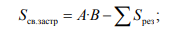 Sсв.застр = A·B – ∑Sрез;